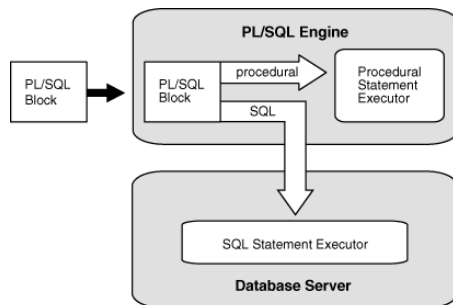 PL/SQL Engine
PL/SQL
Block
PL/SQL
Block
procedural
SQL
Procedural
Statement
Executor
SQL Statement Executor
Database Server